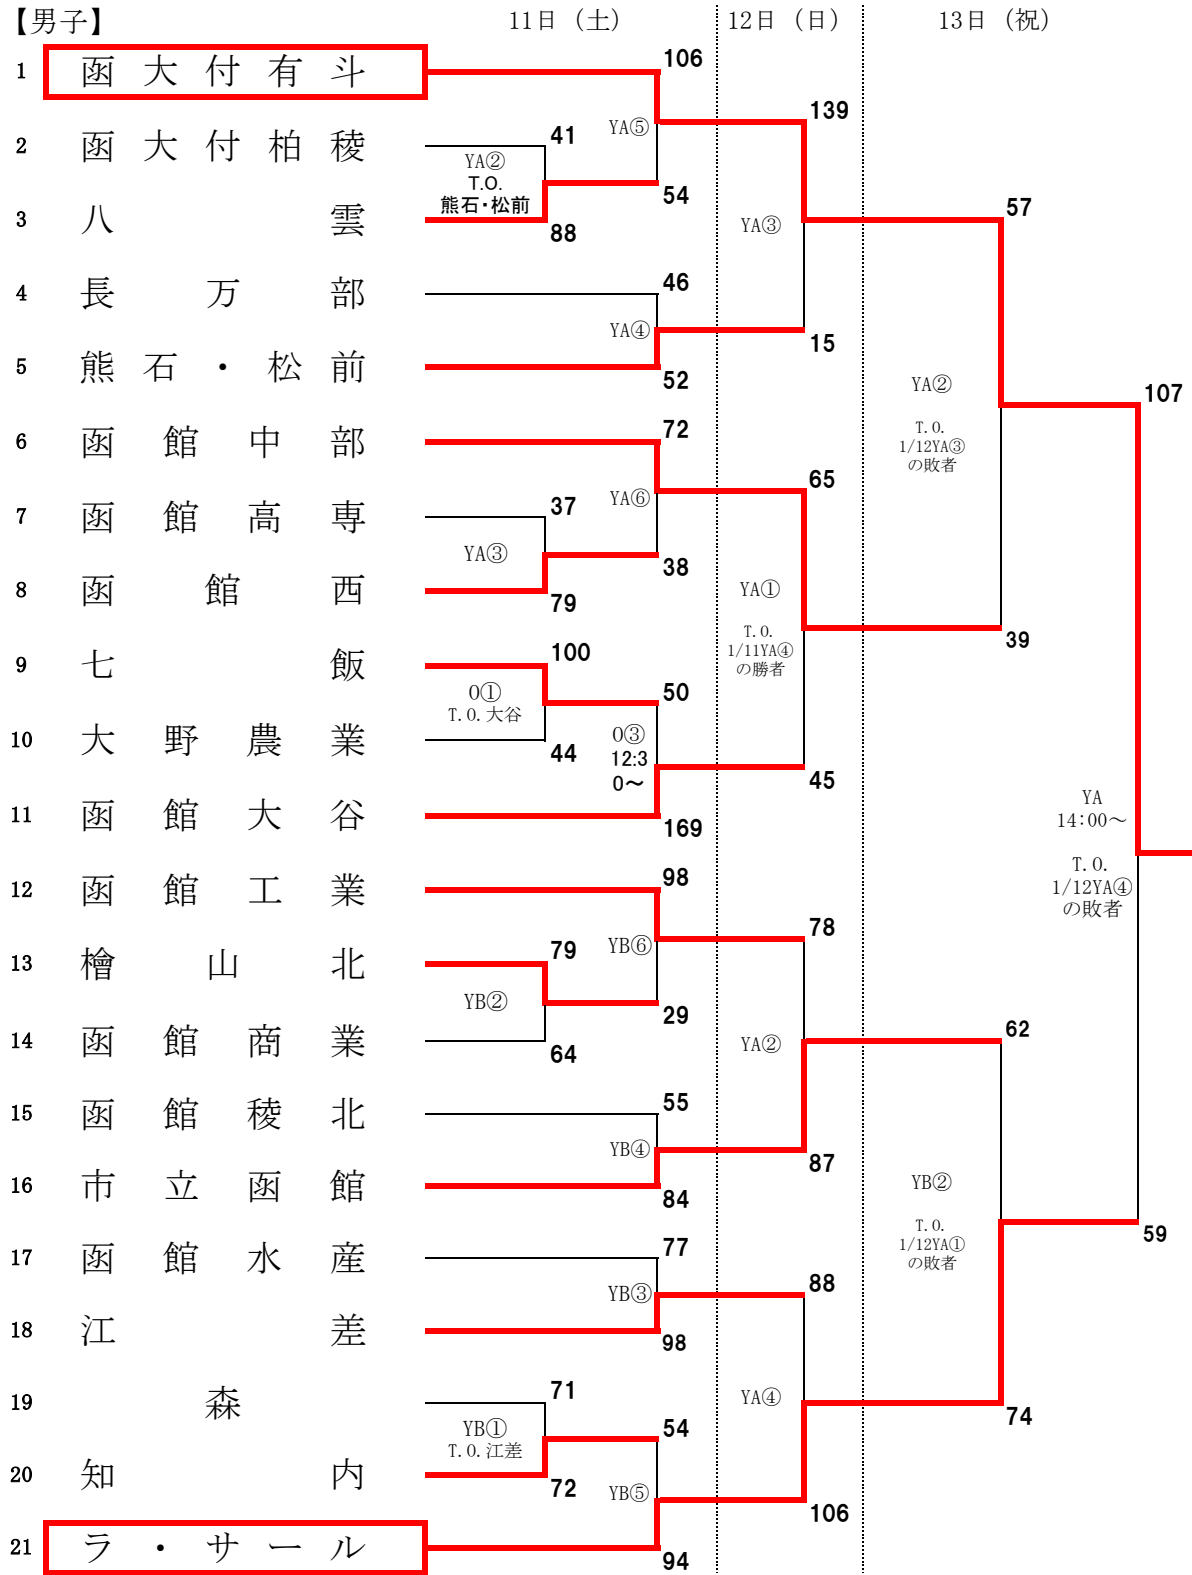 【男子】 11日（土） 12日（日） 13日（祝）
1 函大付有斗 106
139
YA⑤
2 函大付柏稜 41
YA②
T.O.
熊石・松前
54
3 八雲 88
YA③
57
4 長万部 46
YA④
15
5 熊石・松前 52
YA②
T.O.
1/12YA③
の敗者
107
6 函館中部 72
65
YA⑥
7 函館高専 37
YA③
38
8 函館西 79
YA①
T.O.
1/11YA④
の勝者
39
9 七飯 100
O①
T.O.大谷
50
10 大野農業 44
O③
12:3
0～
45
11 函館大谷 169
YA
14:00～
T.O.
1/12YA④
の敗者
12 函館工業 98
78
YB⑥
13 檜山北 79
YB②
29
14 函館商業 64
YA②
62
15 函館稜北 55
YB④
87
16 市立函館 84
YB②
T.O.
1/12YA①
の敗者
59
17 函館水産 77
YB③
88
18 江差 98
YA④
74
19 森 71
YB①
T.O.江差
54
20 知内 72
YB⑤
106
21 ラ・サール 94